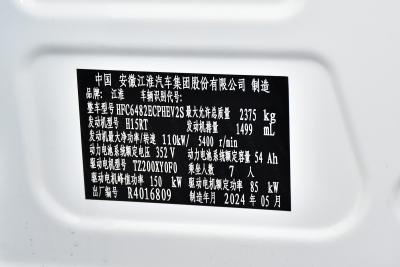 中国 安徽江淮汽车集团股份有限公司 制造
品牌: 江淮 车辆识别代号:
整车型号 HFC6482ECPHEV2S 最大允许总质量 2375 kg
发动机型号 H15RT 发动机排量 1499 mL
发动机最大净功率/转速 110kW/ 5400 r/min
动力电池系统额定电压 352 V 动力电池系统额定容量 54 Ah
驱动电机型号 TZ200XY0F0 乘坐人数 7 人
驱动电机峰值功率 150 kW 驱动电机额定功率 85 kW
出厂编号 R4016809 制造年月 2024 年 05 月